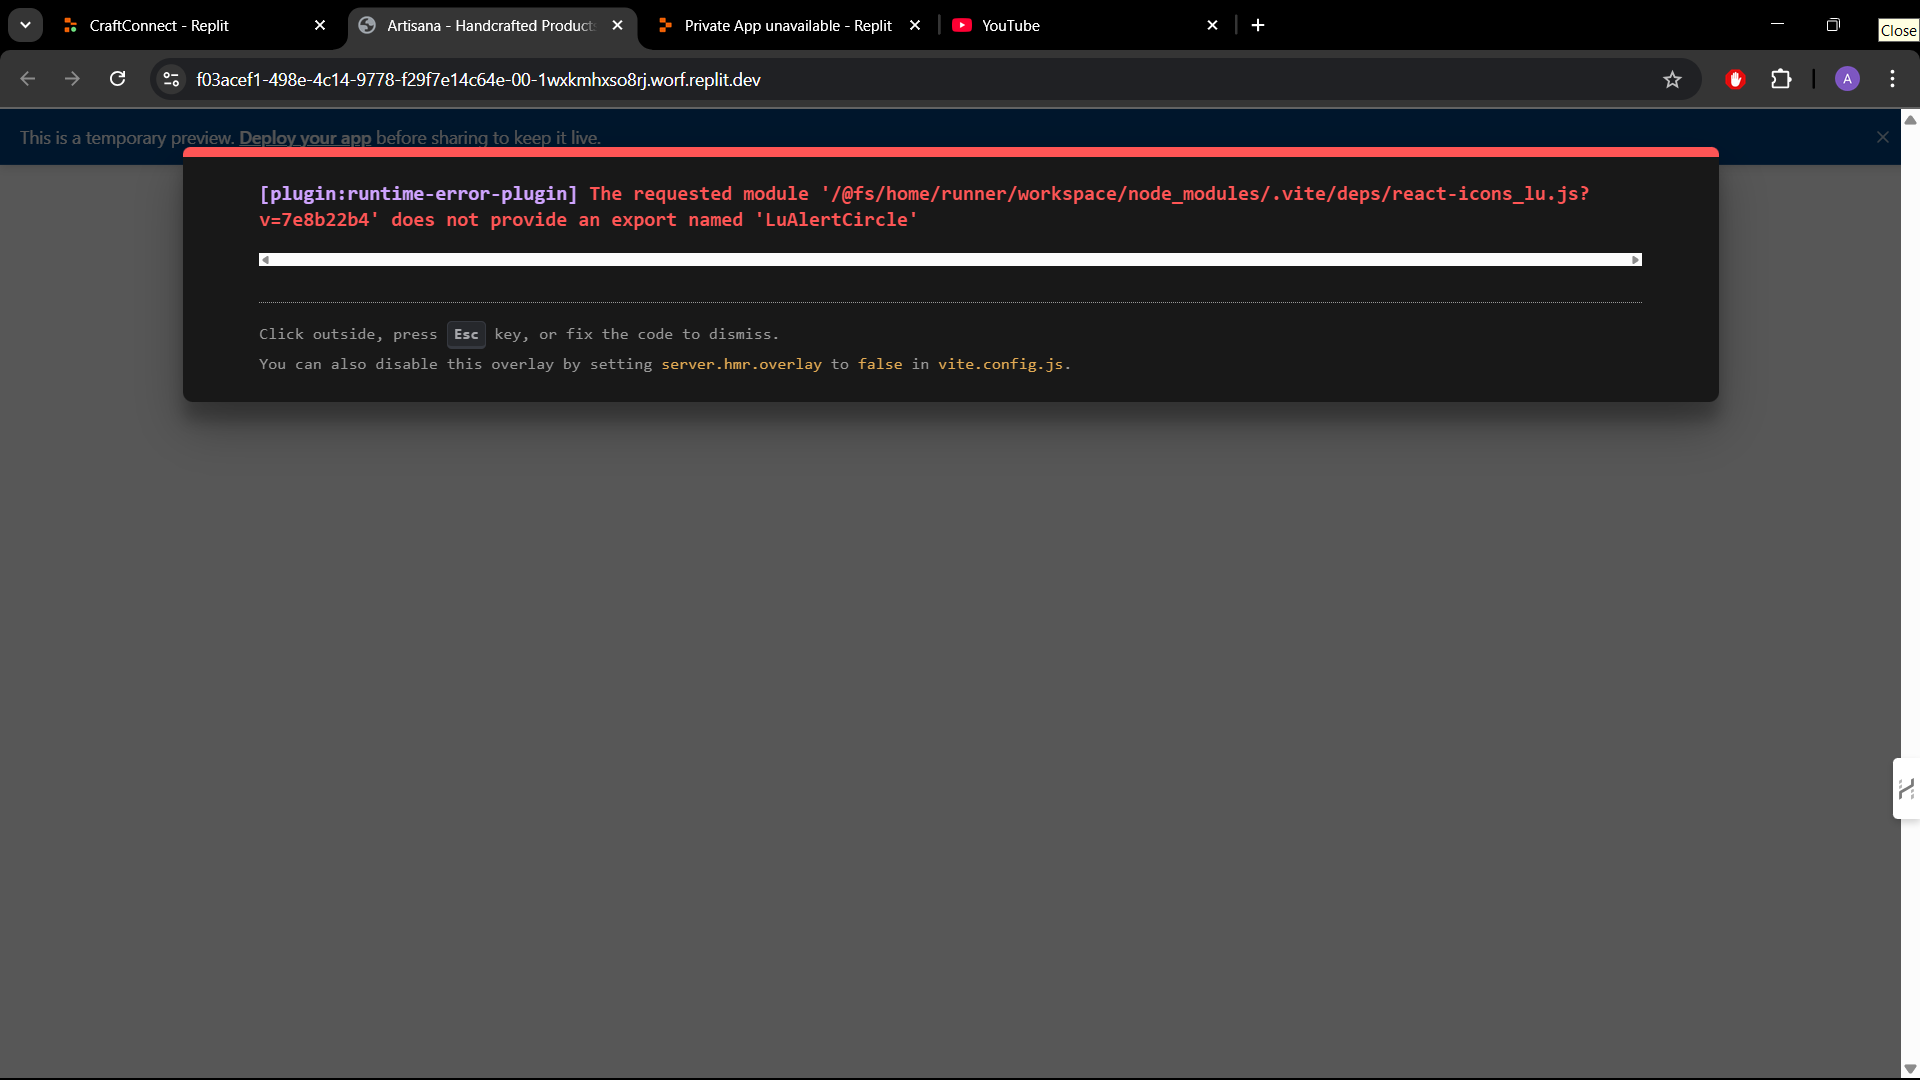 CraftConnect - Replit
Artisana - Handcrafted Products
Private App unavailable - Replit
YouTube
Close
f03acef1-498e-4c14-9778-f29f7e14c64e-00-1wxkmhxso8rj.worf.replit.dev
A
This is a temporary preview. Deploy your app before sharing to keep it live.
[plugin:runtime-error-plugin] The requested module '/@fs/home/runner/workspace/node_modules/.vite/deps/react-icons_lu.js?
v=7e8b22b4' does not provide an export named 'LuAlertCircle'
Click outside, press Esc key, or fix the code to dismiss.
You can also disable this overlay by setting server.hmr.overlay to false in vite.config.js.